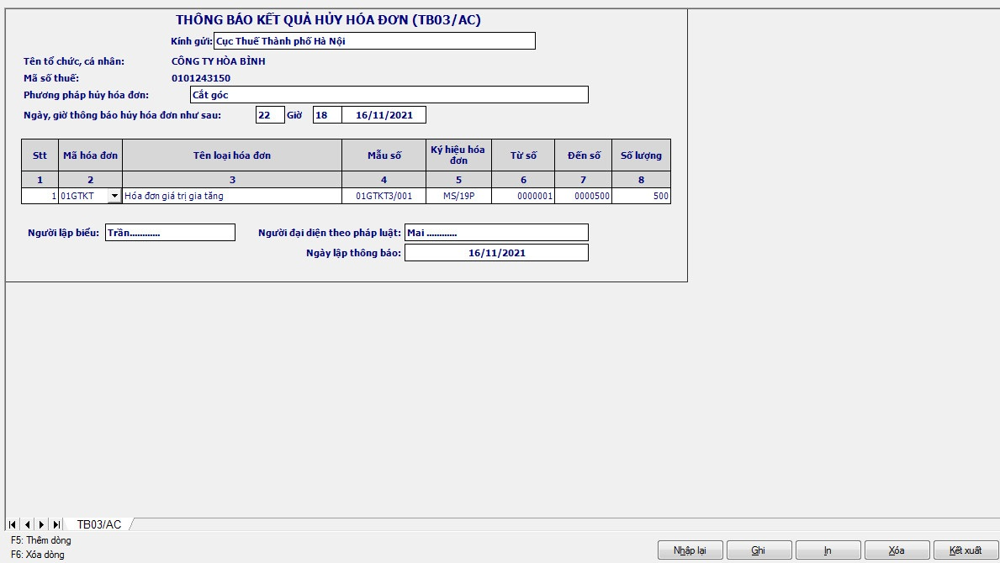 THÔNG BÁO KẾT QUẢ HỦY HÓA ĐƠN (TB03/AC)
Kính gửi: Cục Thuế Thành phố Hà Nội
Tên tổ chức, cá nhân: CÔNG TY HÒA BÌNH
Mã số thuế: 0101243150
Phương pháp hủy hóa đơn: Cắt góc
Ngày, giờ thông báo hủy hóa đơn như sau: 22 Giờ 18 16/11/2021
Stt Mã hóa đơn Tên loại hóa đơn Mẫu số Ký hiệu hóa đơn Từ số Đến số Số lượng
1 2 3 4 5 6 7 8
1 01GTKT Hóa đơn giá trị gia tăng 01GTKT3/001 MS/19P 0000001 0000500 500
Người lập biểu: Trần............ Người đại diện theo pháp luật: Mai ............
Ngày lập thông báo: 16/11/2021
TB03/AC
F5: Thêm dòng
F6: Xóa dòng
Nhập lại Ghi In Xóa Kết xuất